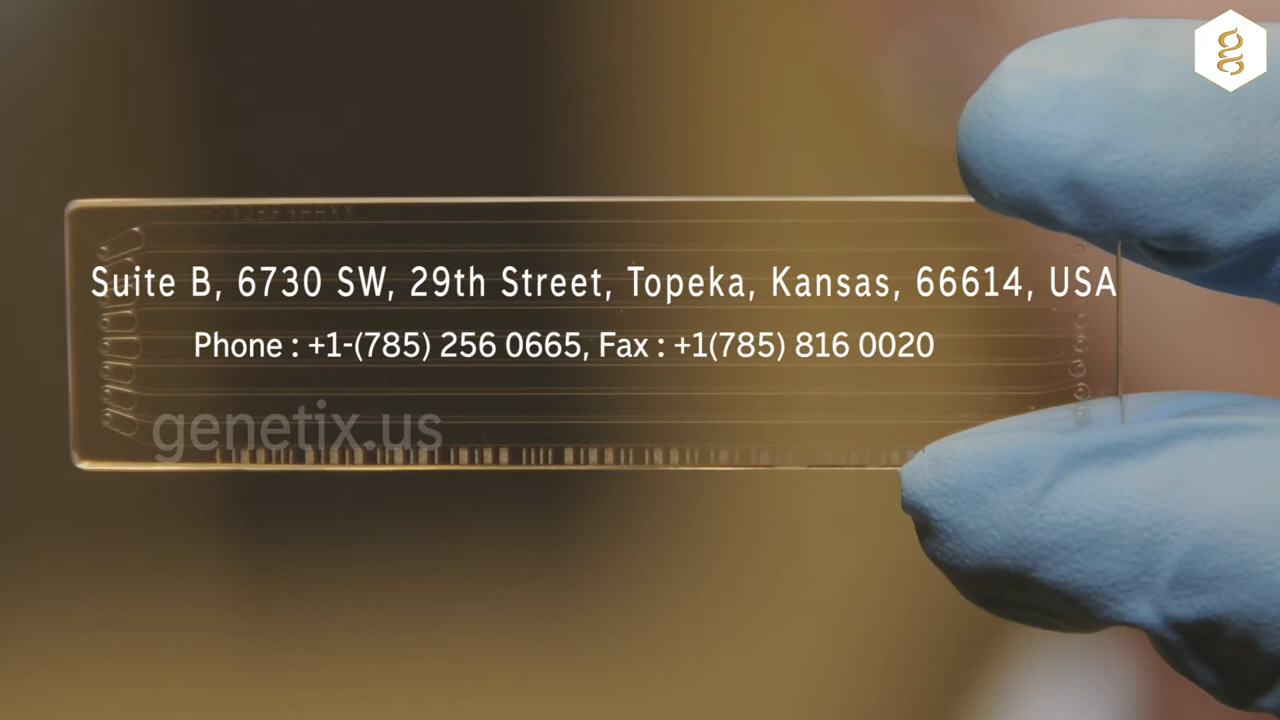 Suite B, 6730 SW, 29th Street, Topeka, Kansas, 66614, USA
Phone : +1-(785) 256 0665, Fax : +1(785) 816 0020
genetix.us